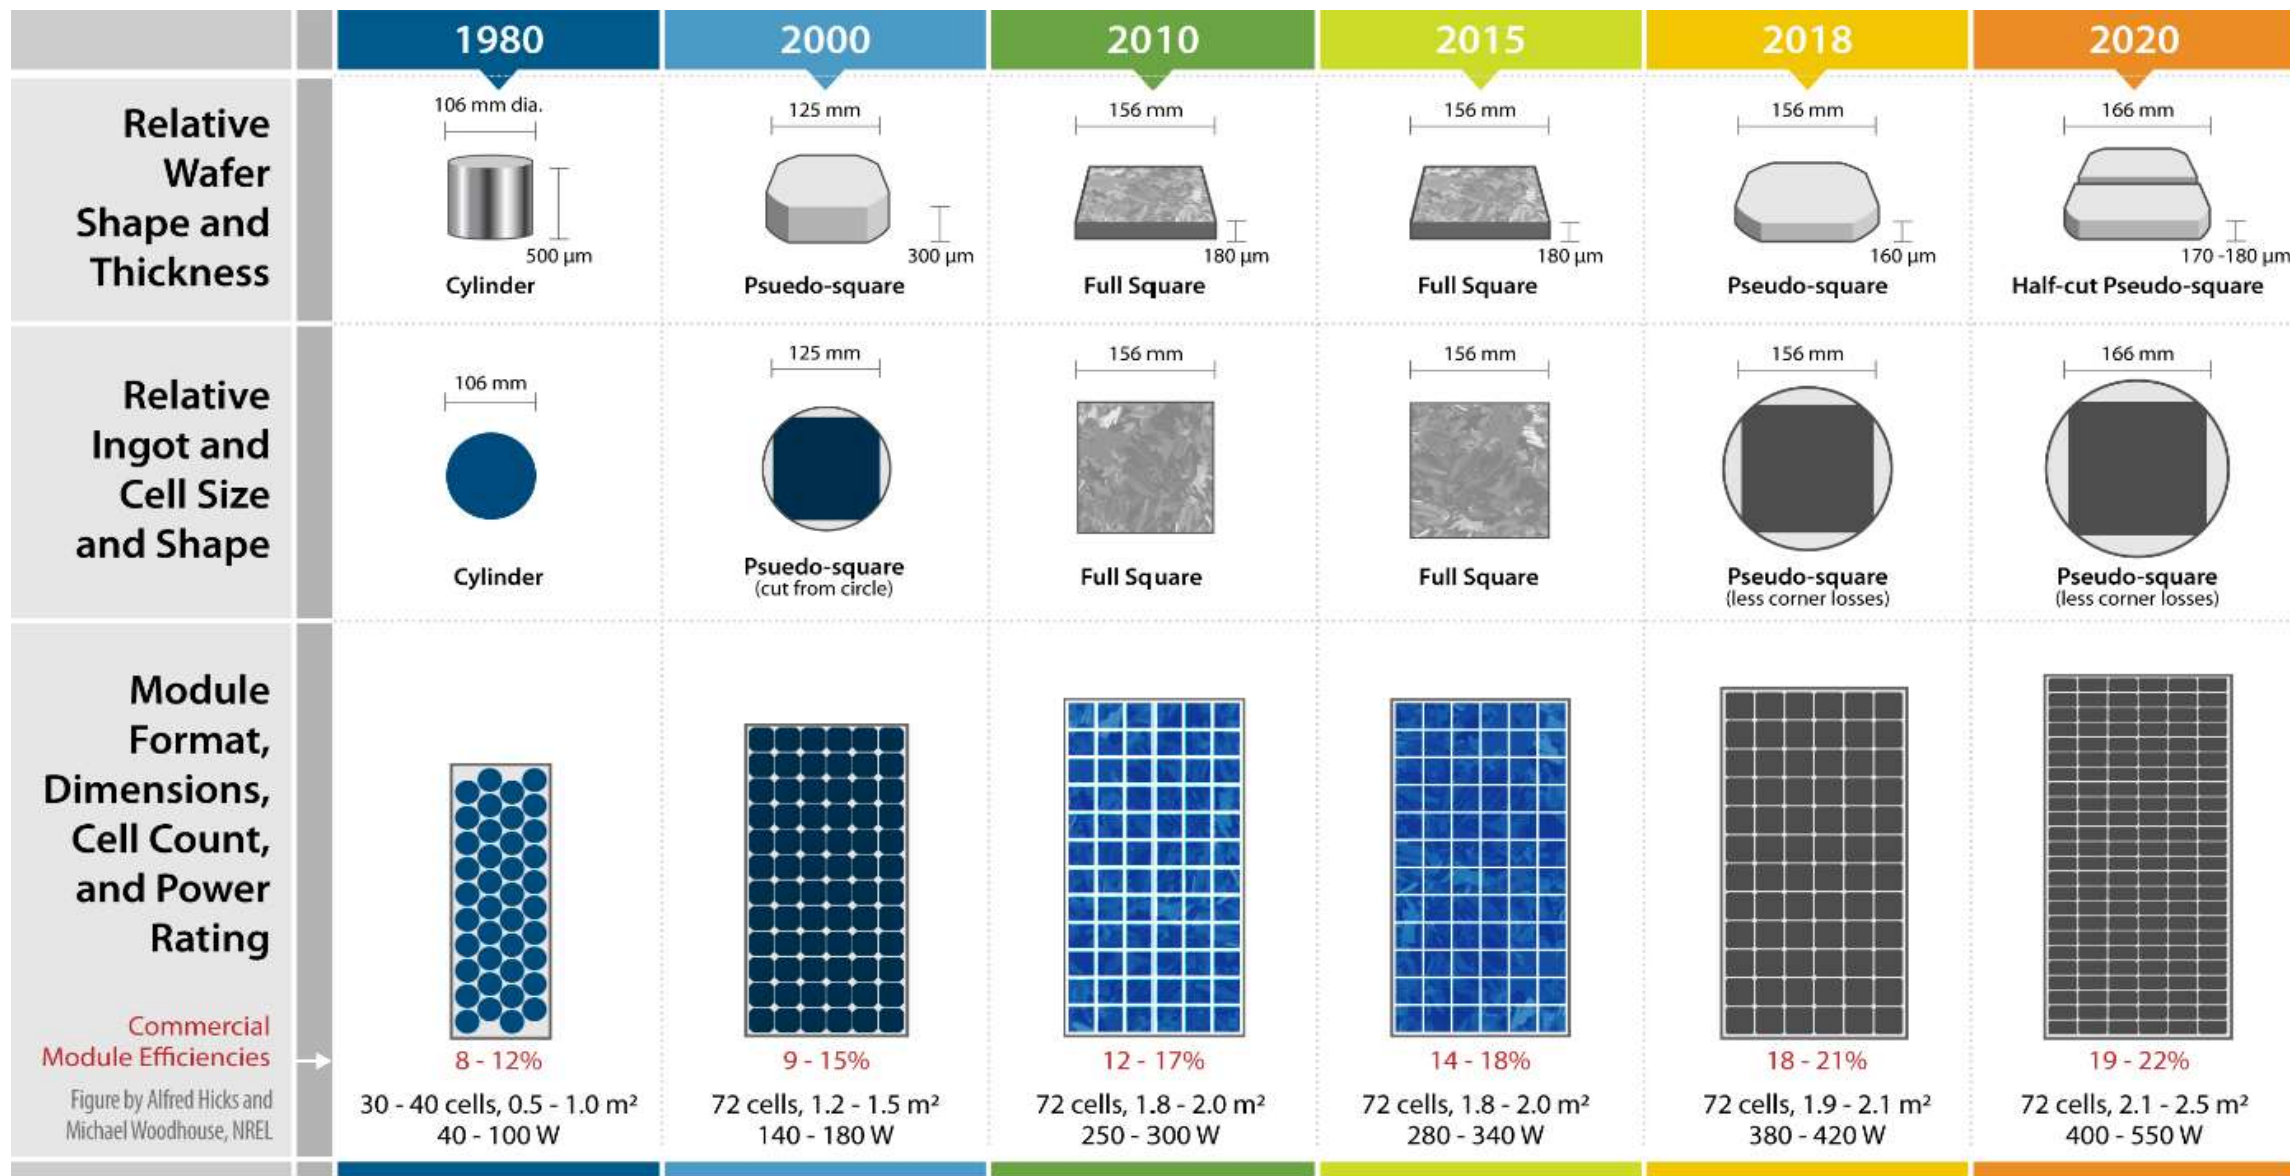 1980
2000
2010
2015
2018
2020
Relative
Wafer
Shape and
Thickness
106 mm dia.
500 µm
Cylinder
125 mm
300 µm
Psuedo-square
156 mm
180 µm
Full Square
156 mm
180 µm
Full Square
156 mm
160 µm
Pseudo-square
166 mm
170 -180 µm
Half-cut Pseudo-square
Relative
Ingot and
Cell Size
and Shape
106 mm
Cylinder
125 mm
Psuedo-square
(cut from circle)
156 mm
Full Square
156 mm
Full Square
156 mm
Pseudo-square
(less corner losses)
166 mm
Pseudo-square
(less corner losses)
Module
Format,
Dimensions,
Cell Count,
and Power
Rating
Commercial
Module Efficiencies
Figure by Alfred Hicks and
Michael Woodhouse, NREL
8 - 12%
30 - 40 cells, 0.5 - 1.0 m²
40 - 100 W
9 - 15%
72 cells, 1.2 - 1.5 m²
140 - 180 W
12 - 17%
72 cells, 1.8 - 2.0 m²
250 - 300 W
14 - 18%
72 cells, 1.8 - 2.0 m²
280 - 340 W
18 - 21%
72 cells, 1.9 - 2.1 m²
380 - 420 W
19 - 22%
72 cells, 2.1 - 2.5 m²
400 - 550 W